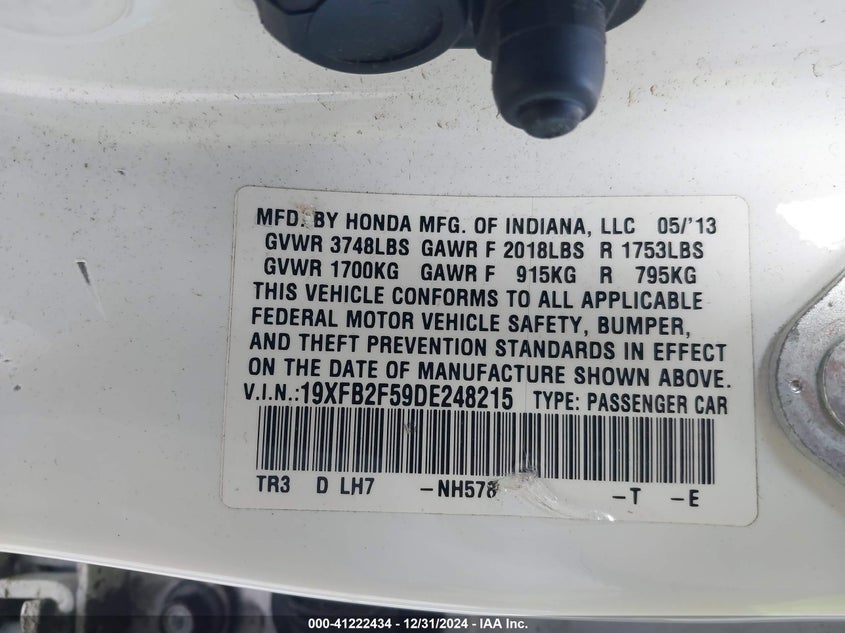 MFD. BY HONDA MFG. OF INDIANA, LLC 05/'13
GVWR 3748LBS GAWR F 2018LBS R 1753LBS
GVWR 1700KG GAWR F 915KG R 795KG
THIS VEHICLE CONFORMS TO ALL APPLICABLE
FEDERAL MOTOR VEHICLE SAFETY, BUMPER,
AND THEFT PREVENTION STANDARDS IN EFFECT
ON THE DATE OF MANUFACTURE SHOWN ABOVE.
V.I.N.:19XFB2F59DE248215 TYPE: PASSENGER CAR
TR3 D LH7 -NH578 -T -E
000-41222434 - 12/31/2024 - IAA Inc.